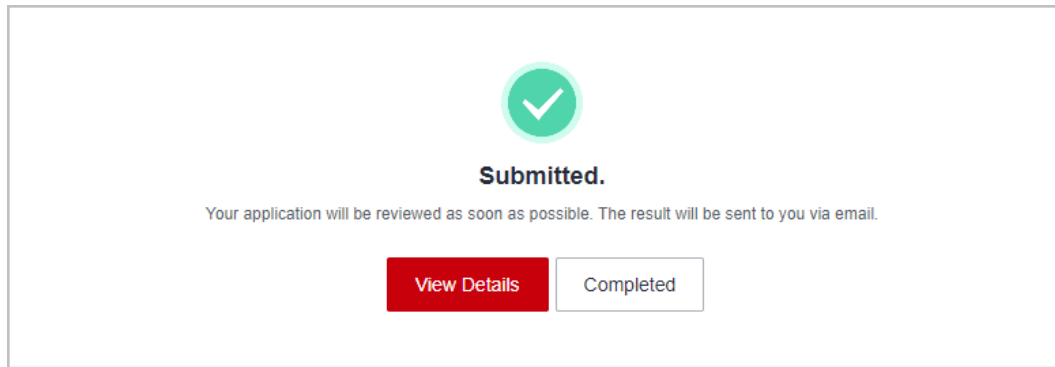 Submitted.
Your application will be reviewed as soon as possible. The result will be sent to you via email.
View Details
Completed